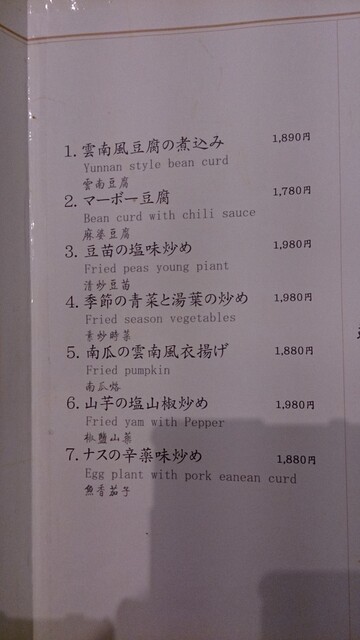 1. 雲南風豆腐の煮込み 1,890円
Yunnan style bean curd
雲南豆腐
2. マーボー豆腐 1,780円
Bean curd with chili sauce
麻婆豆腐
3. 豆苗の塩味炒め 1,980円
Fried peas young piant
清炒豆苗
4. 季節の青菜と湯葉の炒め 1,980円
Fried season vegetables
素炒時菜
5. 南瓜の雲南風衣揚げ 1,880円
Fried pumpkin
南瓜烙
6. 山芋の塩山椒炒め 1,980円
Fried yam with Pepper
椒鹽山薬
7. ナスの辛薬味炒め 1,880円
Egg plant with pork eanean curd
魚香茄子